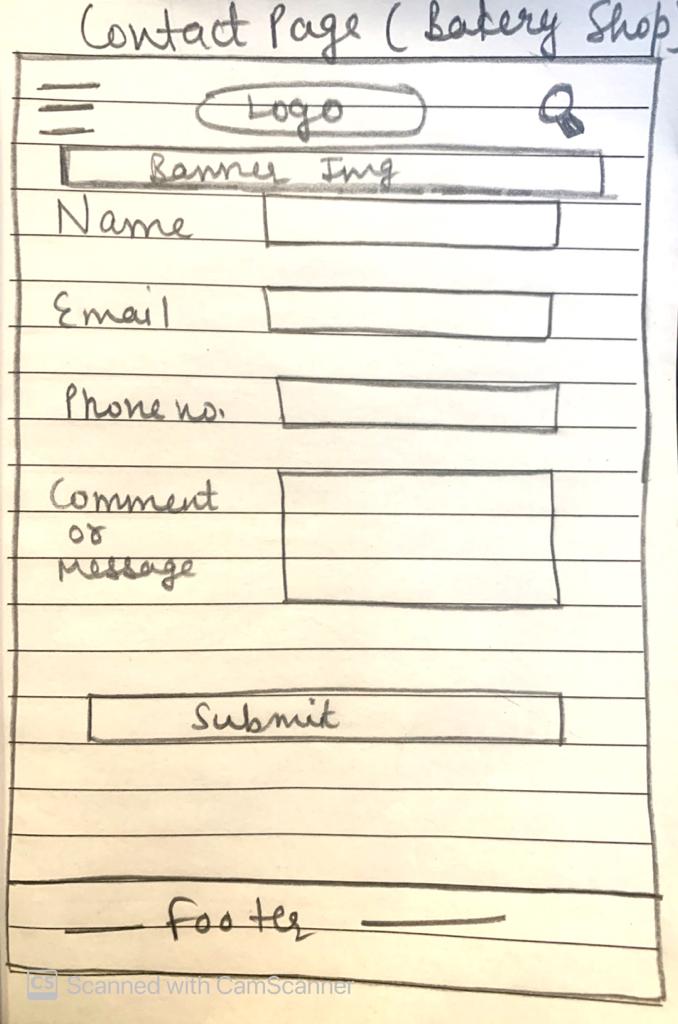 Contact Page ( Bakery Shop)
Logo
Banner Img
Name
Email
Phone no.
Comment
or
Message
Submit
Footer
CS Scanned with CamScanner